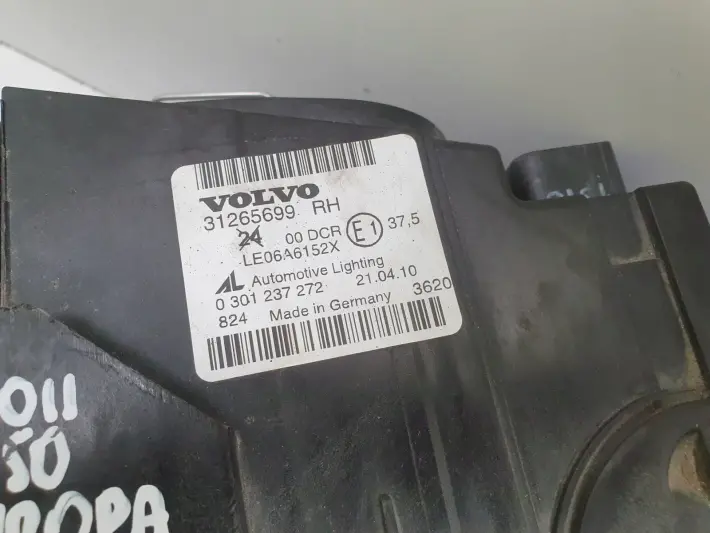 VOLVO
31265699 RH
24 00 DCR E1 37,5
LE06A6152X
AL Automotive Lighting
0 301 237 272 21.04.10
824 Made in Germany 3620
011